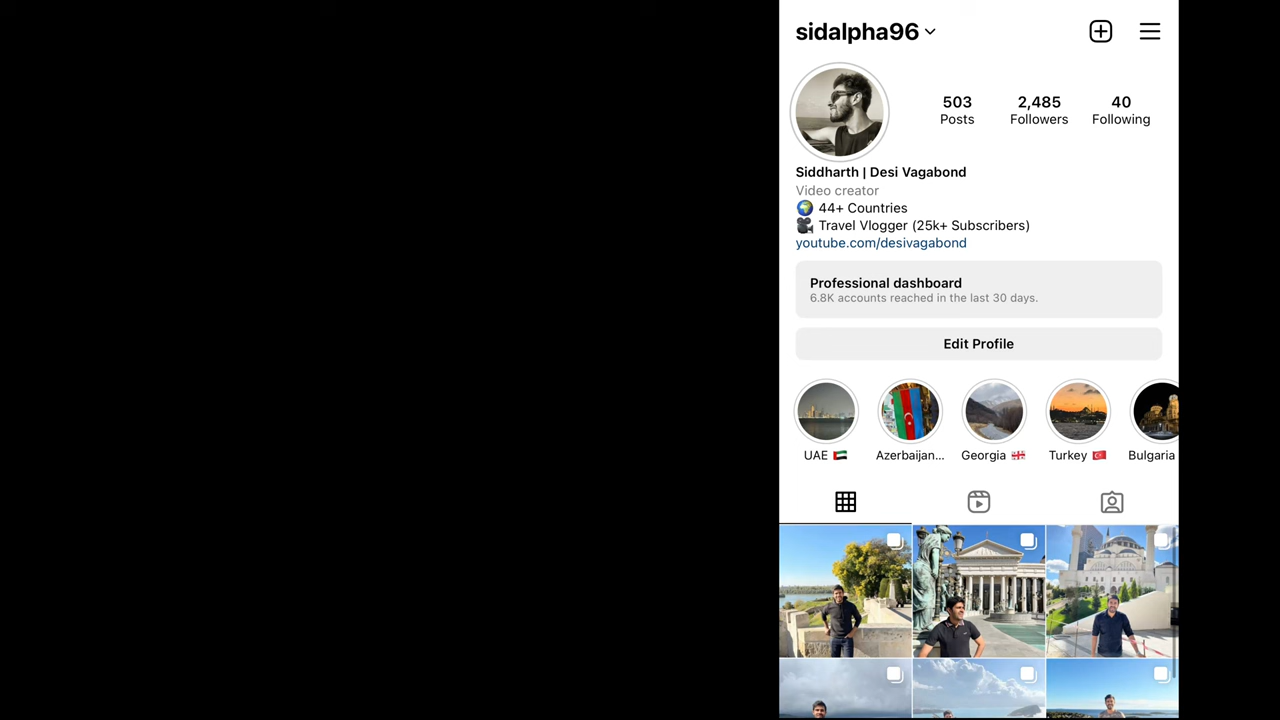 sidalpha96
503 2,485 40
Posts Followers Following
Siddharth | Desi Vagabond
Video creator
🌍 44+ Countries
🎥 Travel Vlogger (25k+ Subscribers)
youtube.com/desivagabond
Professional dashboard
6.8K accounts reached in the last 30 days.
Edit Profile
UAE 🇦🇪 Azerbaijan... Georgia 🇬🇪 Turkey 🇹🇷 Bulgaria